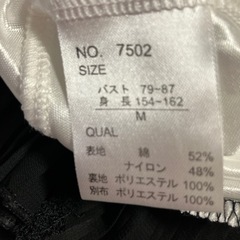 NO. 7502
SIZE
バスト 79-87
身 長 154-162
M
QUAL
表地 綿 52%
ナイロン 48%
裏地 ポリエステル 100%
別布 ポリエステル 100%